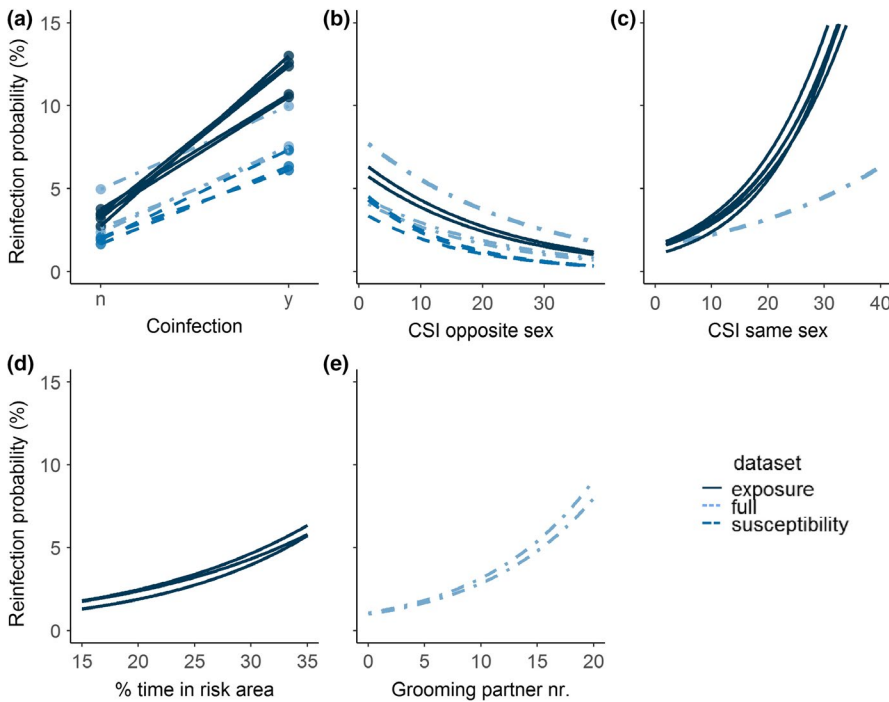 (a)
(b)
(c)
Reinfection probability (%)
15
10
5
0
n
y
Coinfection
0
10
20
30
CSI opposite sex
0
10
20
30
40
CSI same sex
(d)
(e)
Reinfection probability (%)
15
10
5
0
15
20
25
30
35
% time in risk area
0
5
10
15
20
Grooming partner nr.
dataset
exposure
full
susceptibility